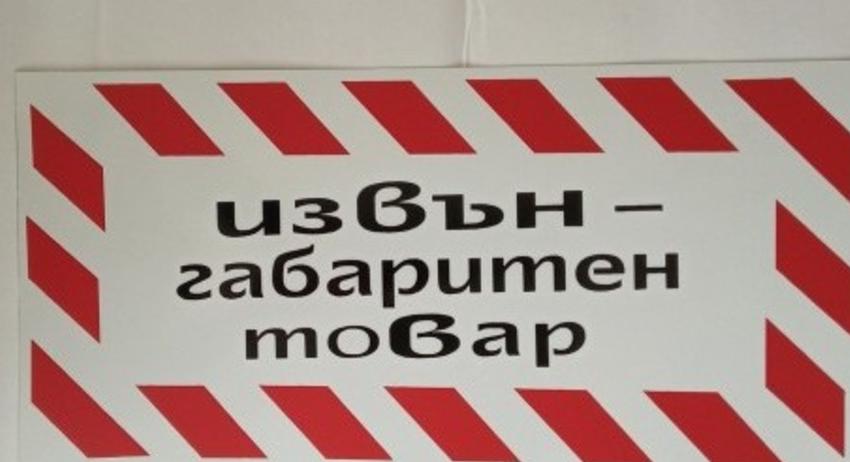 извън –
габаритен
товар